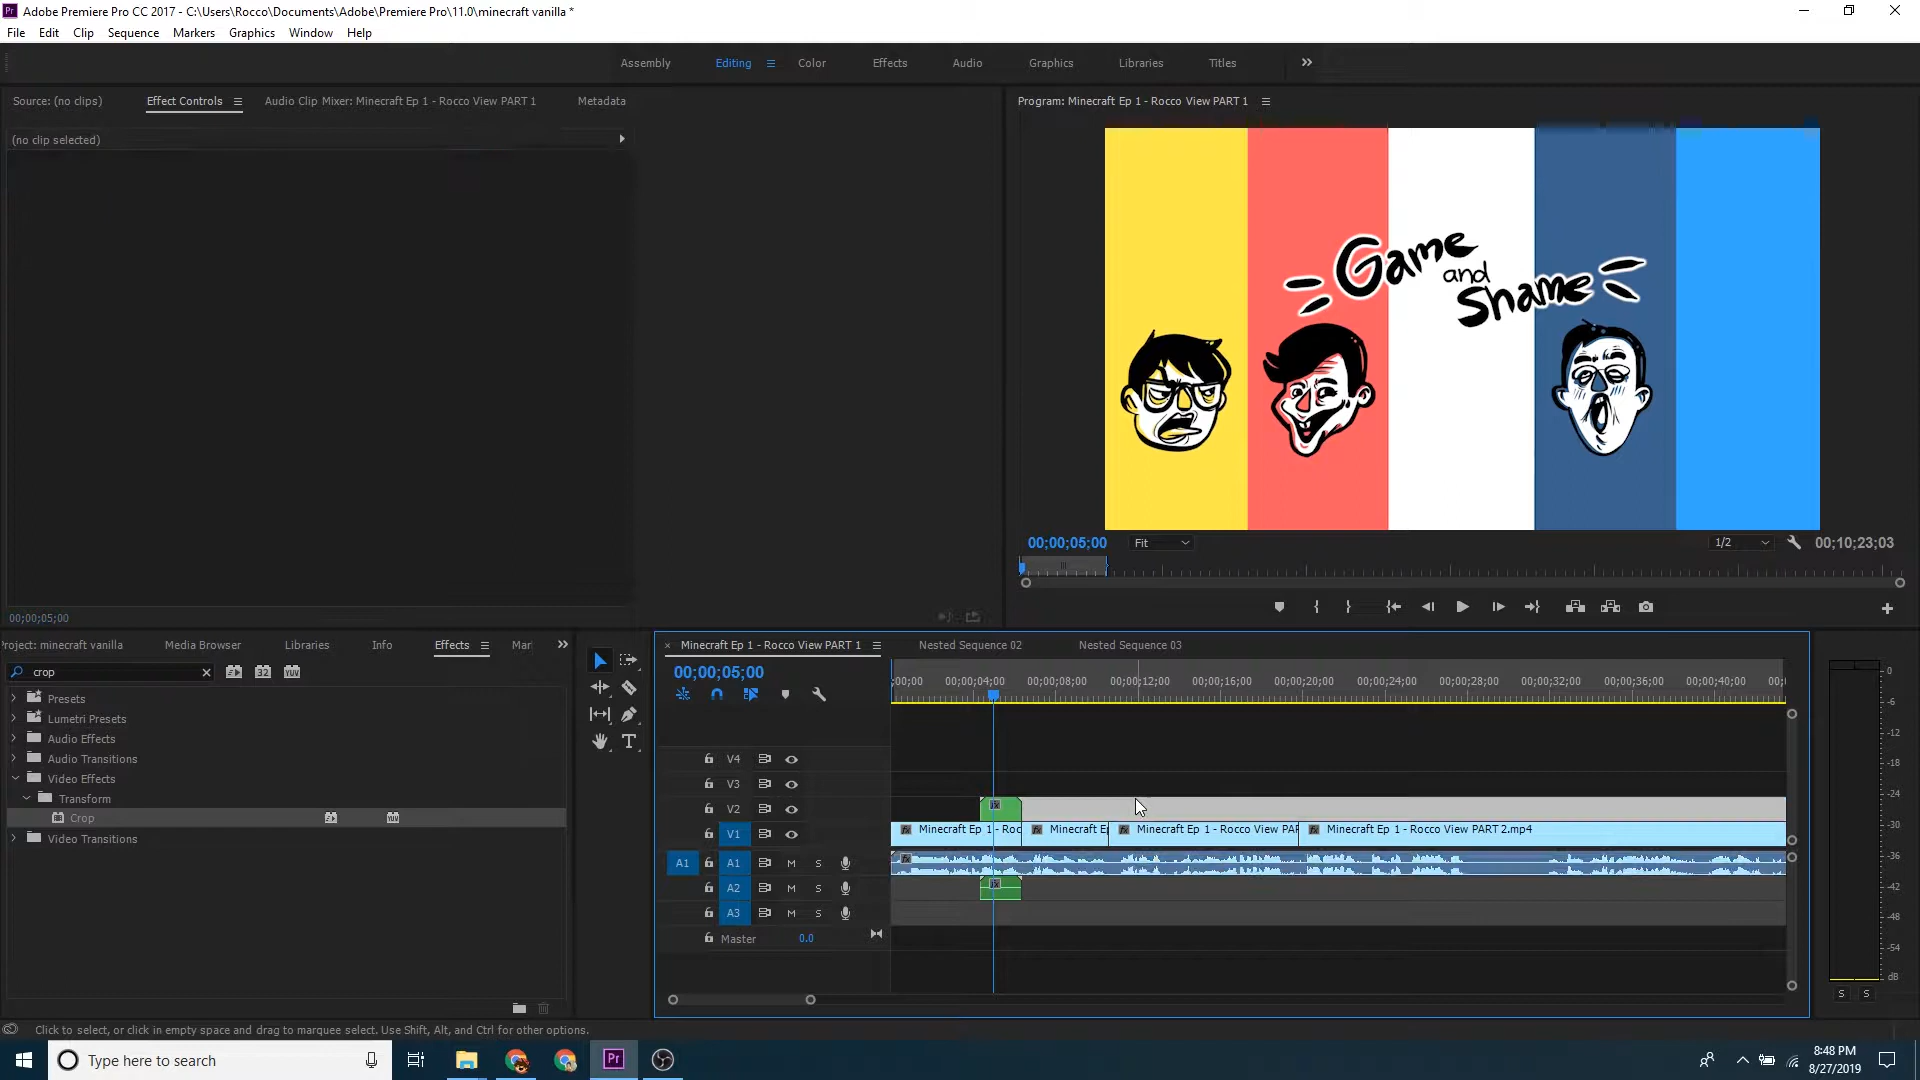 Adobe Premiere Pro CC 2017 - C:\Users\Rocco\Documents\Adobe\Premiere Pro\11.0\minecraft vanilla *
File Edit Clip Sequence Markers Graphics Window Help
Assembly Editing Color Effects Audio Graphics Libraries Titles
Source: (no clips) Effect Controls Audio Clip Mixer: Minecraft Ep 1 - Rocco View PART 1 Metadata
Program: Minecraft Ep 1 - Rocco View PART 1
(no clip selected)
Game
and
Shame
00;00;05;00 Fit 1/2 00;10;23;03
00;00;05;00
roject: minecraft vanilla Media Browser Libraries Info Effects Mar
crop
Presets
Lumetri Presets
Audio Effects
Audio Transitions
Video Effects
Transform
Crop
Video Transitions
Minecraft Ep 1 - Rocco View PART 1 Nested Sequence 02 Nested Sequence 03
00;00;05;00
;00;00 00;00;04;00 00;00;08;00 00;00;12;00 00;00;16;00 00;00;20;00 00;00;24;00 00;00;28;00 00;00;32;00 00;00;36;00 00;00;40;00 00;
V4
V3
V2
V1 Minecraft Ep 1 - Roc Minecraft E Minecraft Ep 1 - Rocco View PA Minecraft Ep 1 - Rocco View PART 2.mp4
A1 A1 M S
A2 M S
A3 M S
Master 0.0
0
-6
-12
-18
-24
-30
-36
-42
-48
-54
dB
S S
Click to select, or click in empty space and drag to marquee select. Use Shift, Alt, and Ctrl for other options.
Type here to search
8:48 PM
8/27/2019